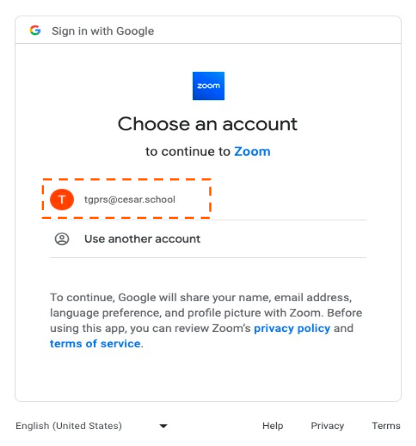 Sign in with Google
zoom
Choose an account
to continue to Zoom
T
tgprs@cesar.school
Use another account
To continue, Google will share your name, email address,
language preference, and profile picture with Zoom. Before
using this app, you can review Zoom's privacy policy and
terms of service.
English (United States) Help Privacy Terms